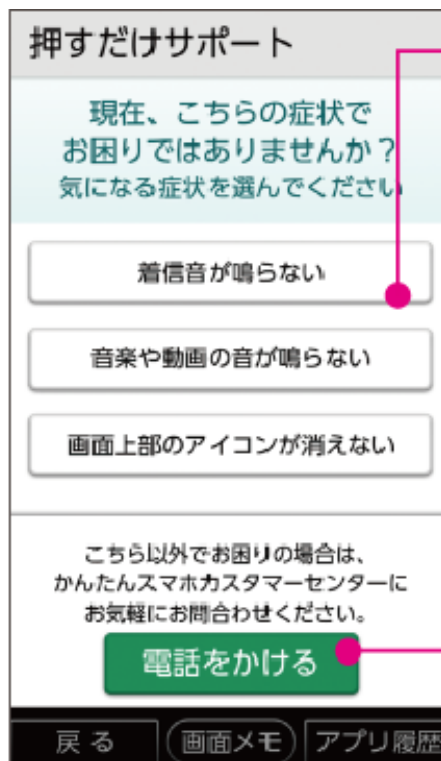 押すだけサポート
現在、こちらの症状で
お困りではありませんか？
気になる症状を選んでください
着信音が鳴らない
音楽や動画の音が鳴らない
画面上部のアイコンが消えない
こちら以外でお困りの場合は、
かんたんスマホカスタマーセンターに
お気軽にお問合わせください。
電話をかける
戻る 画面メモ アプリ履歴